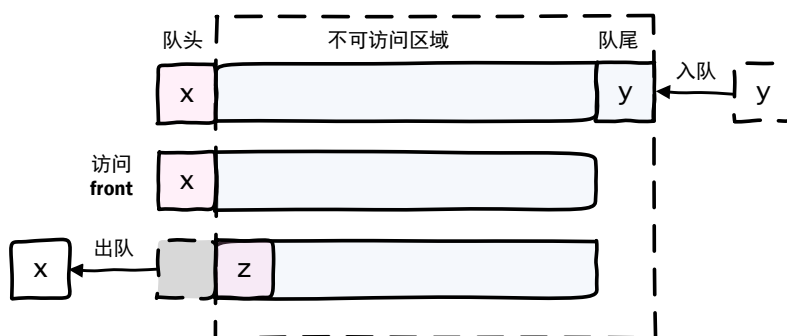 队头 不可访问区域 队尾
x y 入队 y
访问
front
x
x 出队 z